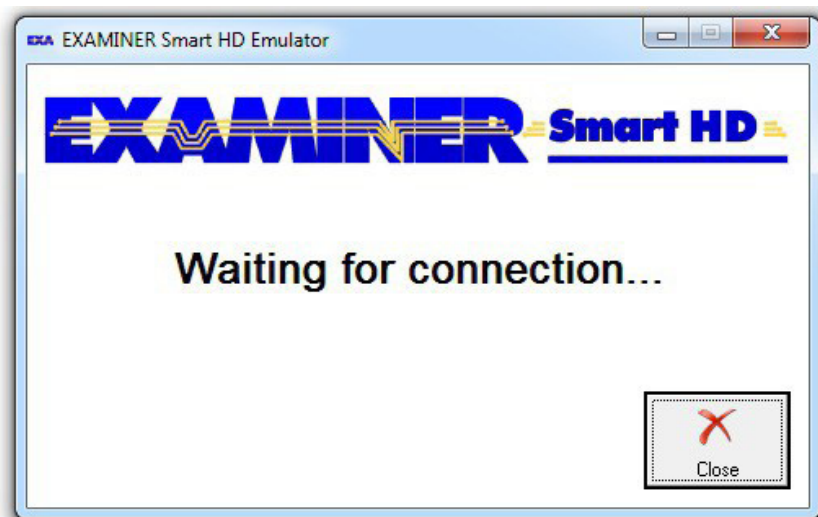 EXA EXAMINER Smart HD Emulator
EXAMINER Smart HD
Waiting for connection...
Close